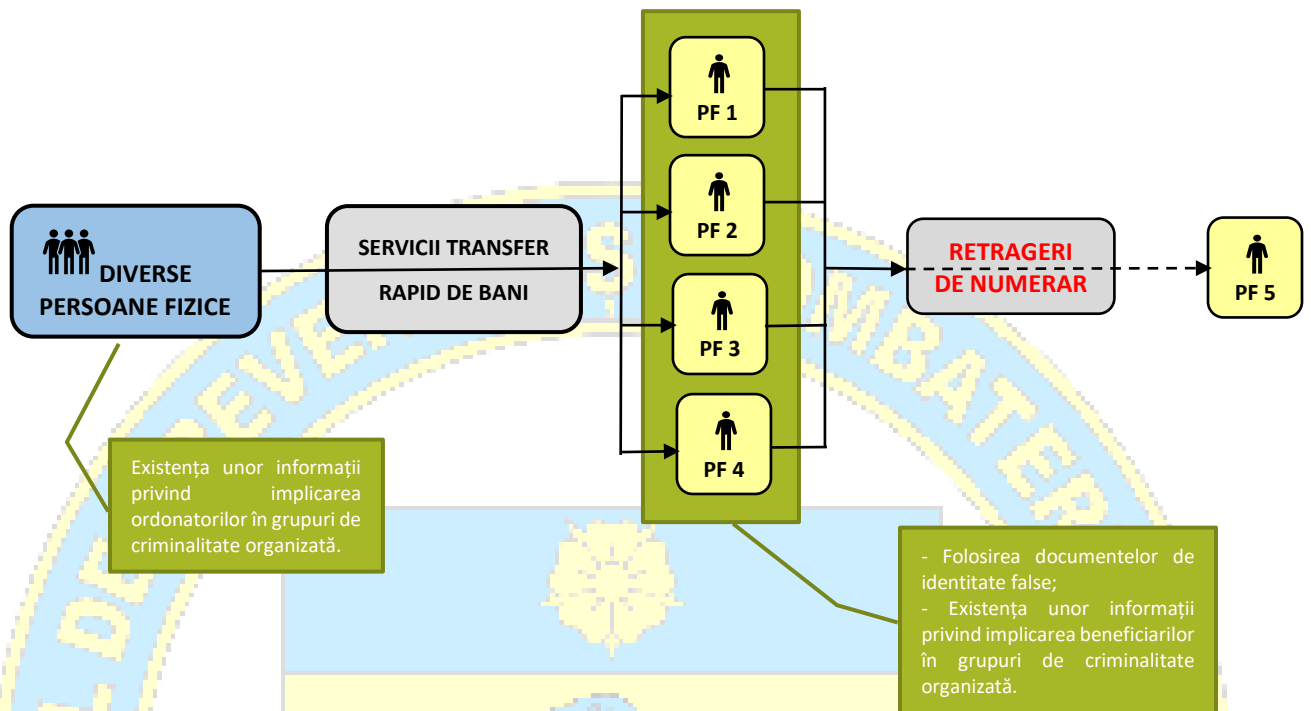 PF 1
PF 2
PF 3
PF 4
DIVERSE
PERSOANE FIZICE
SERVICII TRANSFER
RAPID DE BANI
RETRAGERI
DE NUMERAR
PF 5
Existența unor informații
privind implicarea
ordonatorilor în grupuri de
criminalitate organizată.
- Folosirea documentelor de
identitate false;
- Existența unor informații
privind implicarea beneficiarilor
în grupuri de criminalitate
organizată.